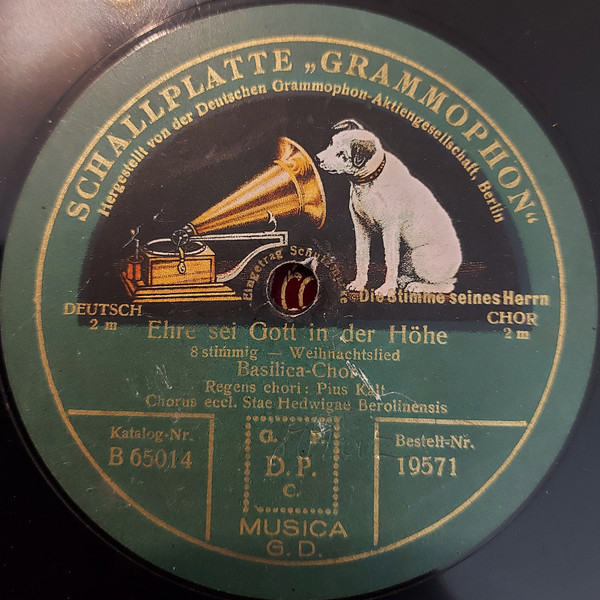 SCHALLPLATTE „GRAMMOPHON“
Hergestellt von der Deutschen Grammophon-Aktiengesellschaft, Berlin
Eingetrag
Die Stimme seines Herrn
DEUTSCH
2 m
CHOR
2 m
Ehre sei Gott in der Höhe
8 stimmig — Weihnachtslied
Basilica-Chor
Regens chori: Pius Kalt
Chorus eccl. Stae Hedwigae Berolinensis
Katalog-Nr.
B 65014
D. P.
c.
Bestell-Nr.
19571
MUSICA
G. D.